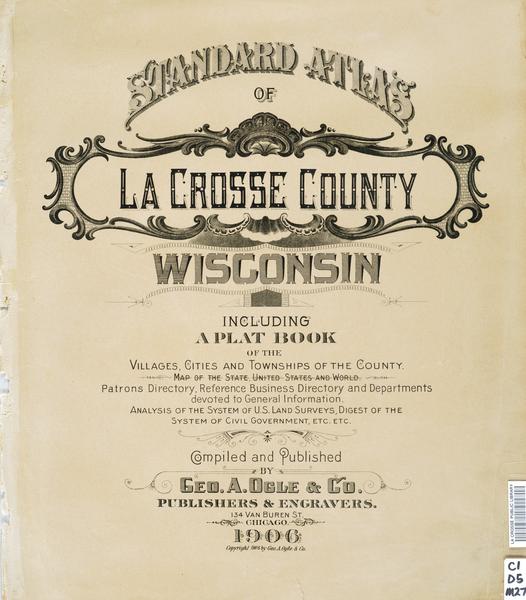 STANDARD ATLAS
OF
LA CROSSE COUNTY
WISCONSIN
INCLUDING
A PLAT BOOK
OF THE
VILLAGES, CITIES AND TOWNSHIPS OF THE COUNTY.
MAP OF THE STATE, UNITED STATES AND WORLD.
Patrons Directory, Reference Business Directory and Departments
devoted to General Information.
ANALYSIS OF THE SYSTEM OF U.S. LAND SURVEYS, DIGEST OF THE
SYSTEM OF CIVIL GOVERNMENT, ETC. ETC.
Compiled and Published
BY
GEO. A. OGLE & CO.
PUBLISHERS & ENGRAVERS.
134 VAN BUREN ST.
CHICAGO.
1906
Copyright 1906 by Geo. A. Ogle & Co.
LA CROSSE PUBLIC LIBRARY
C1
D5
M27